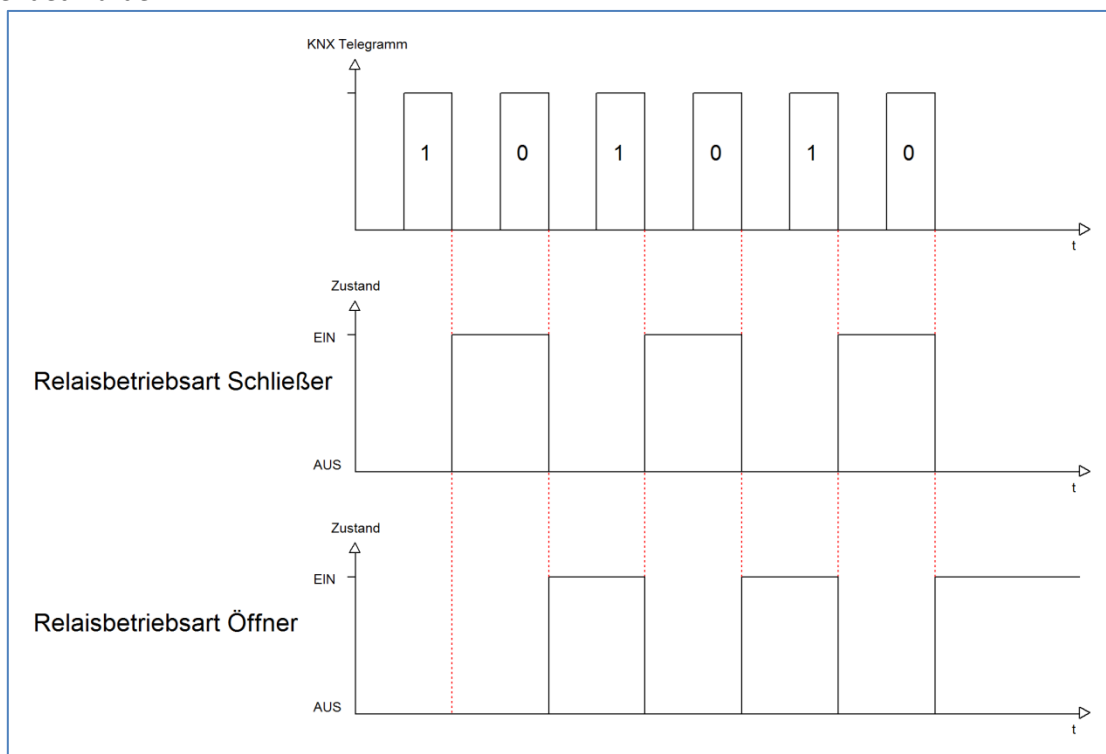 KNX Telegramm
1 0 1 0 1 0
t
Zustand
EIN
Relaisbetriebsart Schließer
AUS
t
Zustand
EIN
Relaisbetriebsart Öffner
AUS
t